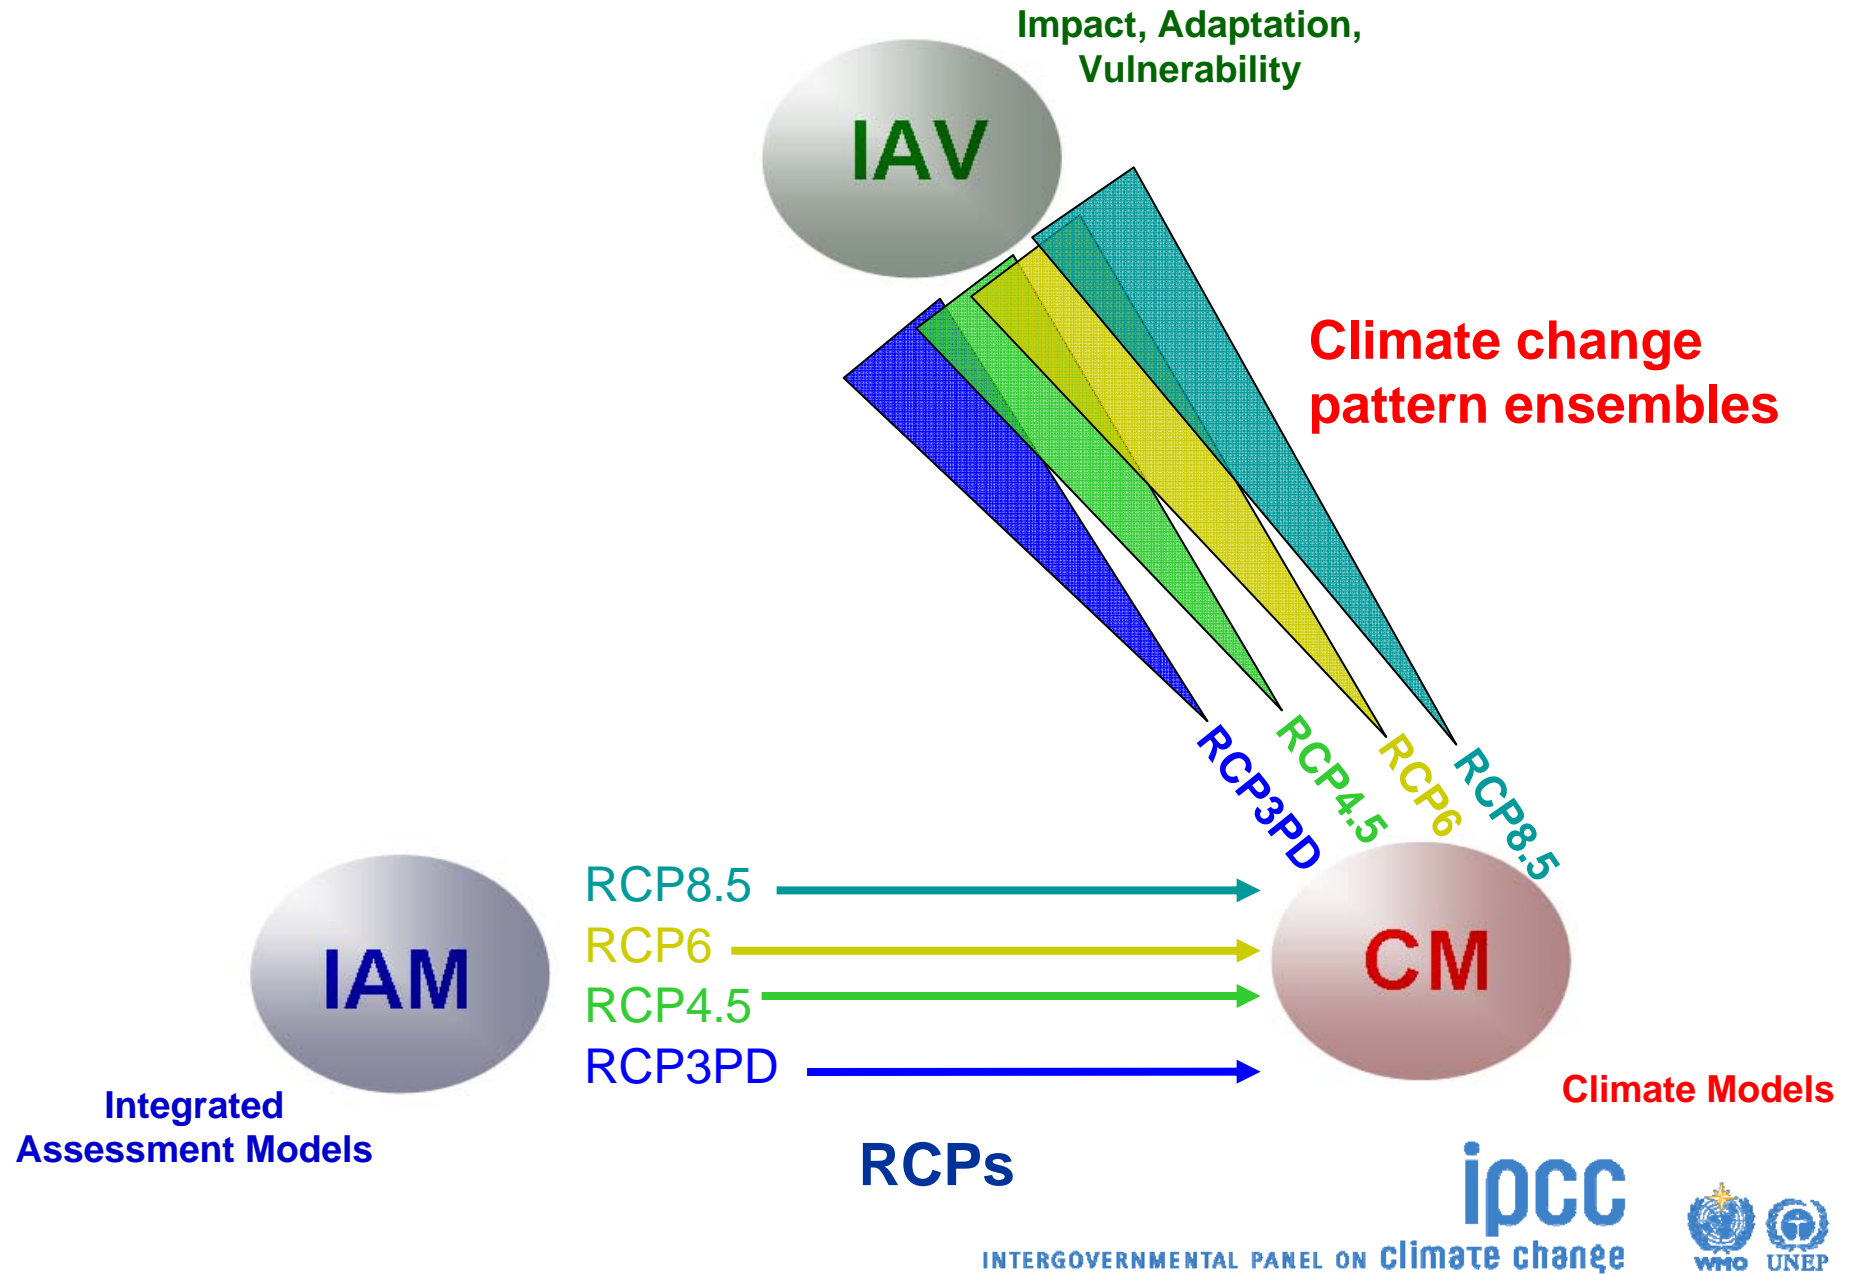 Impact, Adaptation,
Vulnerability
IAV
Climate change
pattern ensembles
RCP3PD
RCP4.5
RCP6
RCP8.5
RCP8.5
RCP6
RCP4.5
RCP3PD
IAM
CM
Integrated
Assessment Models
Climate Models
RCPs
ipcc
INTERGOVERNMENTAL PANEL ON climate change
WMO
UNEP